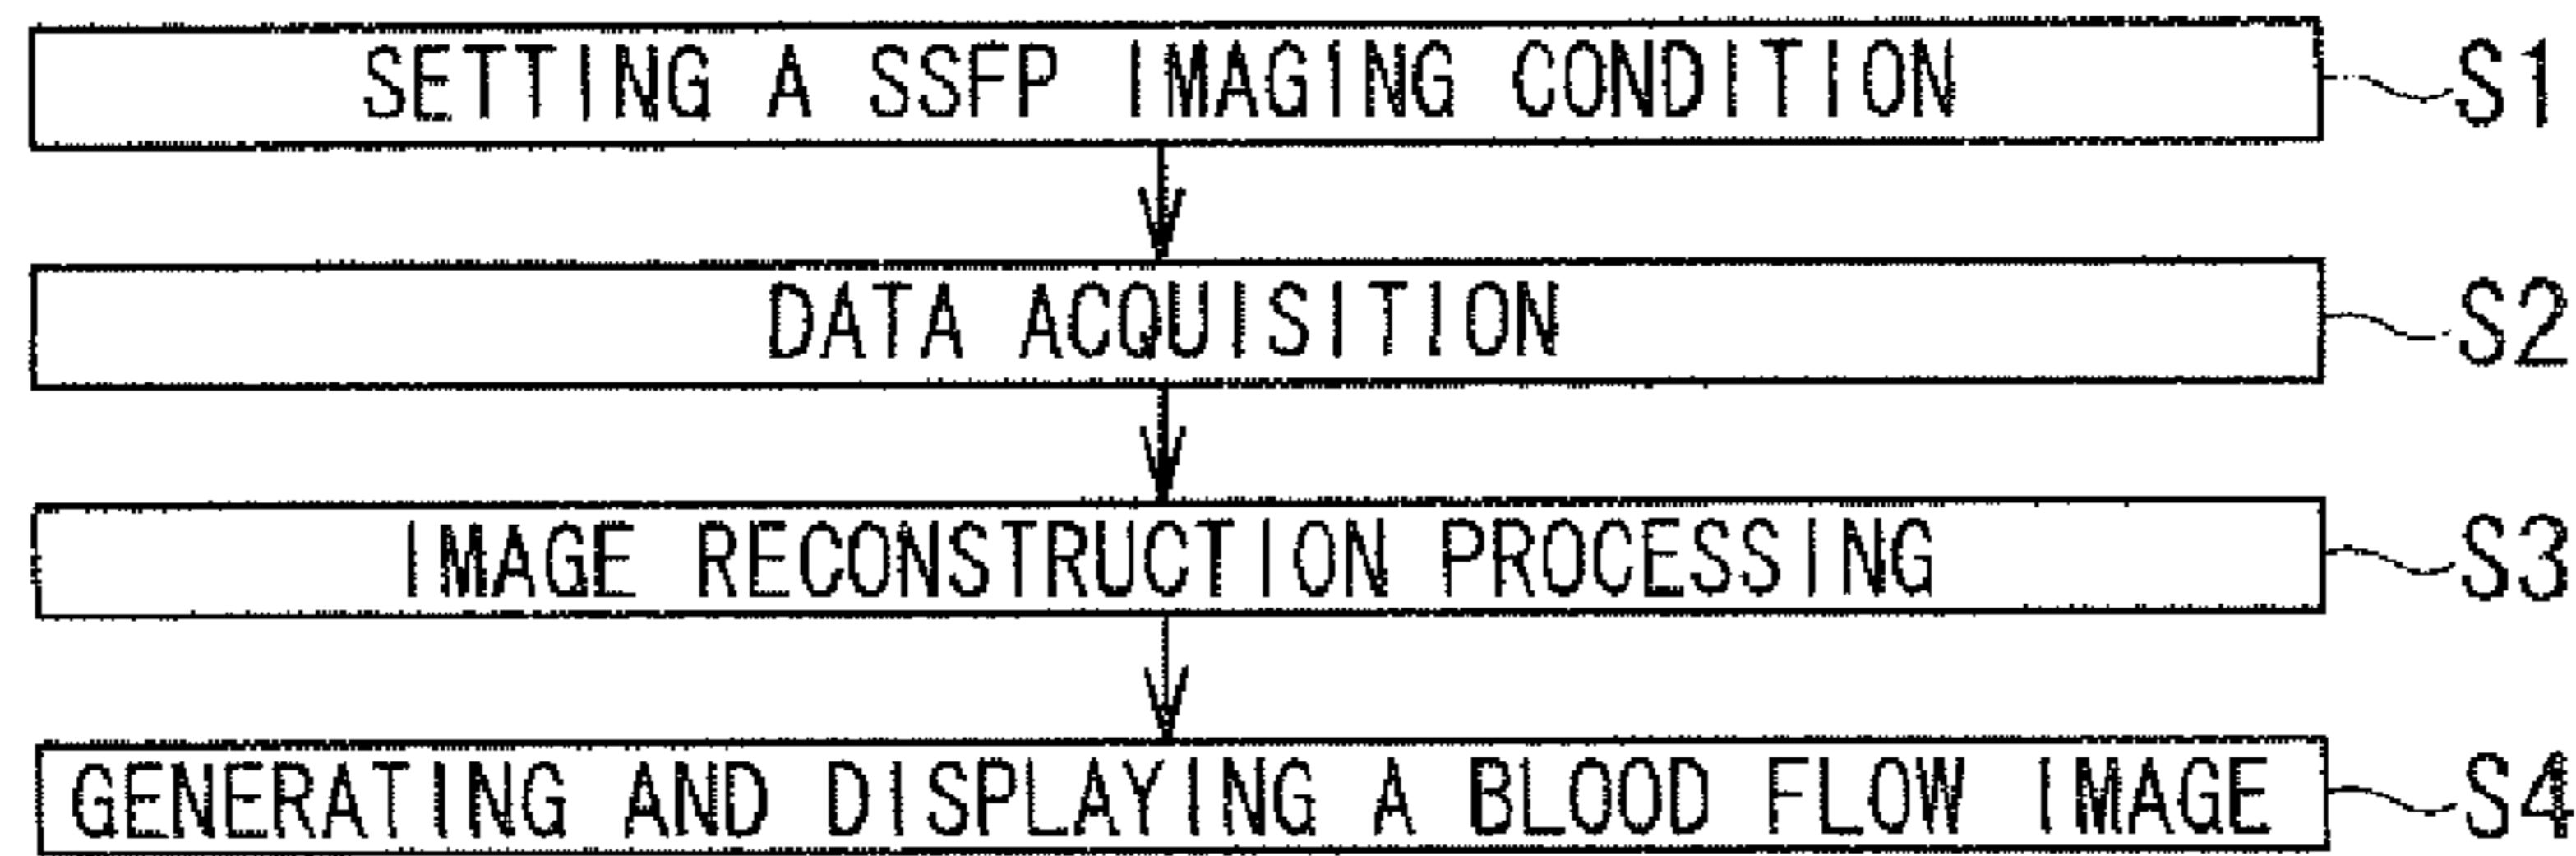 SETTING A SSFP IMAGING CONDITION S1
DATA ACQUISITION S2
IMAGE RECONSTRUCTION PROCESSING S3
GENERATING AND DISPLAYING A BLOOD FLOW IMAGE S4